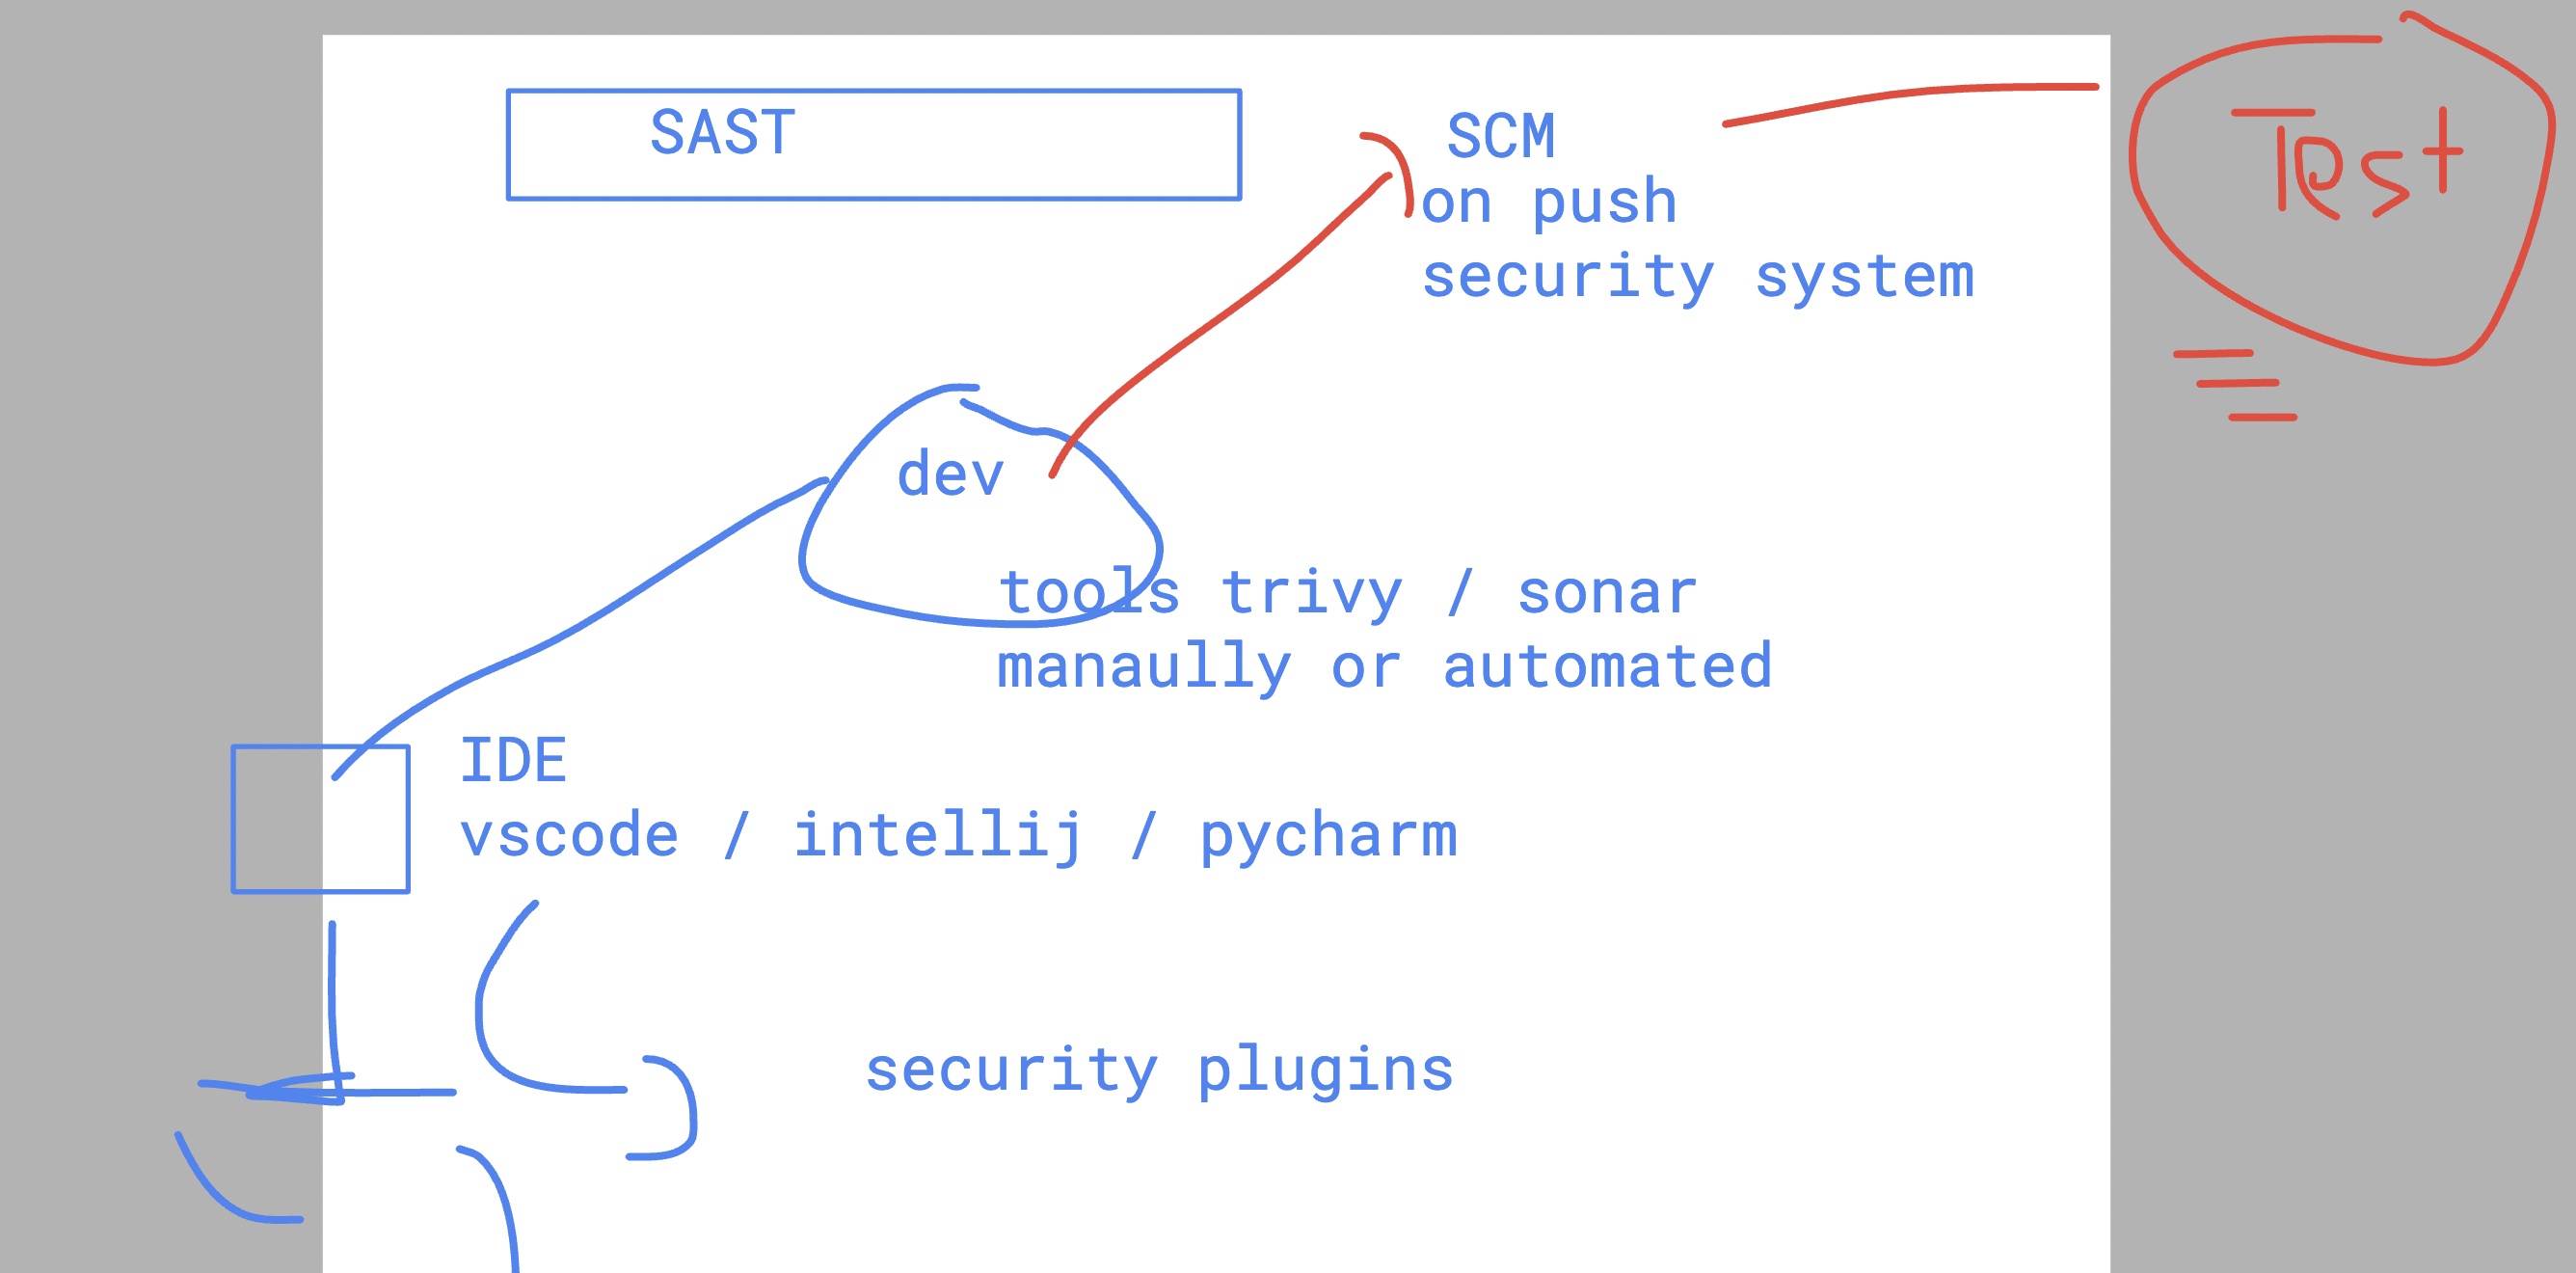 SAST
SCM
on push
security system
Test
dev
tools trivy / sonar
manaully or automated
IDE
vscode / intellij / pycharm
security plugins